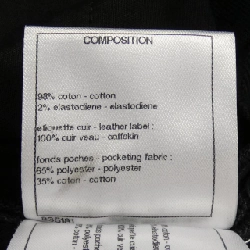 COMPOSITION
98% coton - cotton
2% elastodiene - elastodiene
etiquette cuir - leather label :
100% cuir veau - calfskin
fonds poches - pocketing fabric :
65% polyester - polyester
35% coton - cotton